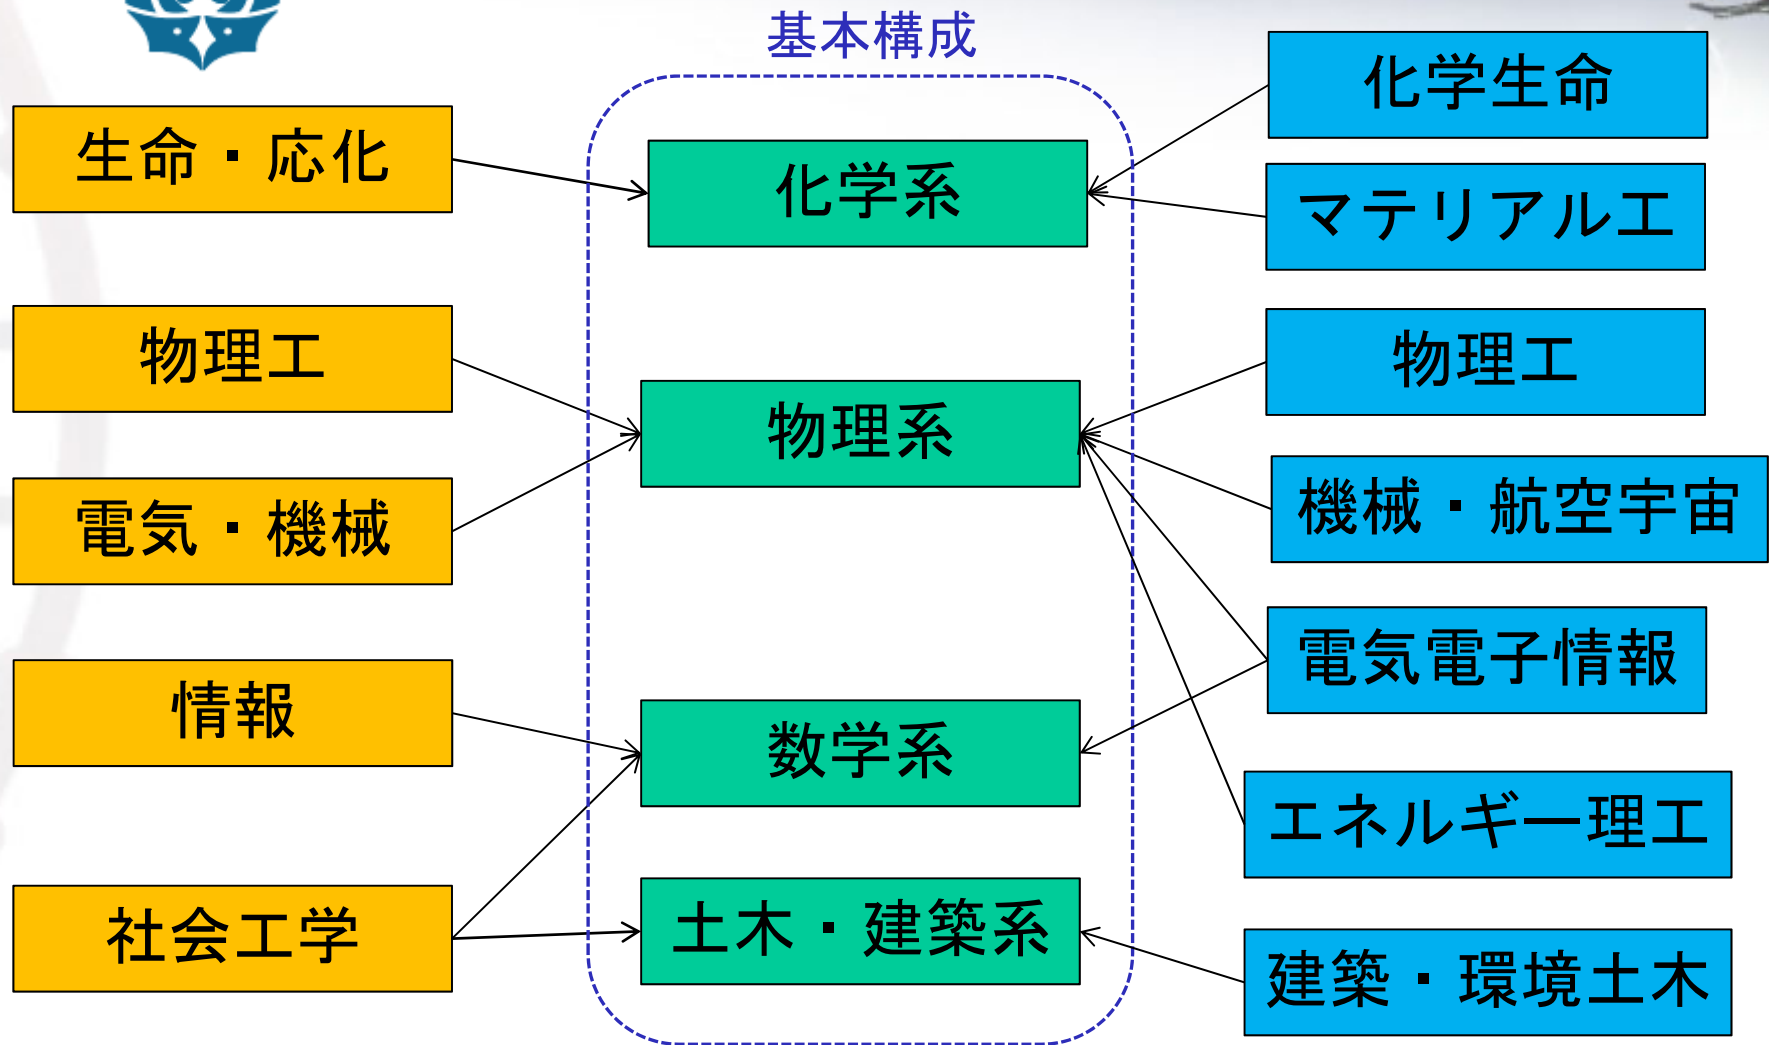 基本構成
生命・応化
物理工
電気・機械
情報
社会工学
化学系
物理系
数学系
土木・建築系
化学生命
マテリアル工
物理工
機械・航空宇宙
電気電子情報
エネルギー理工
建築・環境土木